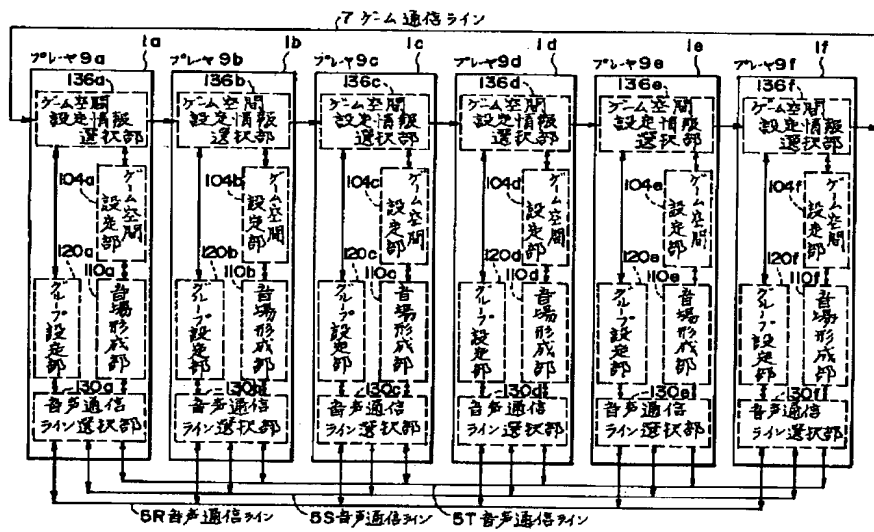 7 ゲーム通信ライン
1a 1b 1c 1d 1e 1f
プレーヤ9a プレーヤ9b プレーヤ9c プレーヤ9d プレーヤ9e プレーヤ9f
136a 136b 136c 136d 136e 136f
ゲーム空間 ゲーム空間 ゲーム空間 ゲーム空間 ゲーム空間 ゲーム空間
設定情報 設定情報 設定情報 設定情報 設定情報 設定情報
選択部 選択部 選択部 選択部 選択部 選択部
104a 104b 104c 104d 104e 104f
ゲーム空間設定部 ゲーム空間設定部 ゲーム空間設定部 ゲーム空間設定部 ゲーム空間設定部 ゲーム空間設定部
120a 120b 120c 120d 120e 120f
110a 110b 110c 110d 110e 110f
グループ設定部 音場形成部 グループ設定部 音場形成部 グループ設定部 音場形成部 グループ設定部 音場形成部 グループ設定部 音場形成部 グループ設定部 音場形成部
130a 130b 130c 130d 130e 130f
音声通信 音声通信 音声通信 音声通信 音声通信 音声通信
ライン選択部 ライン選択部 ライン選択部 ライン選択部 ライン選択部 ライン選択部
5R音声通信ライン 5S音声通信ライン 5T音声通信ライン